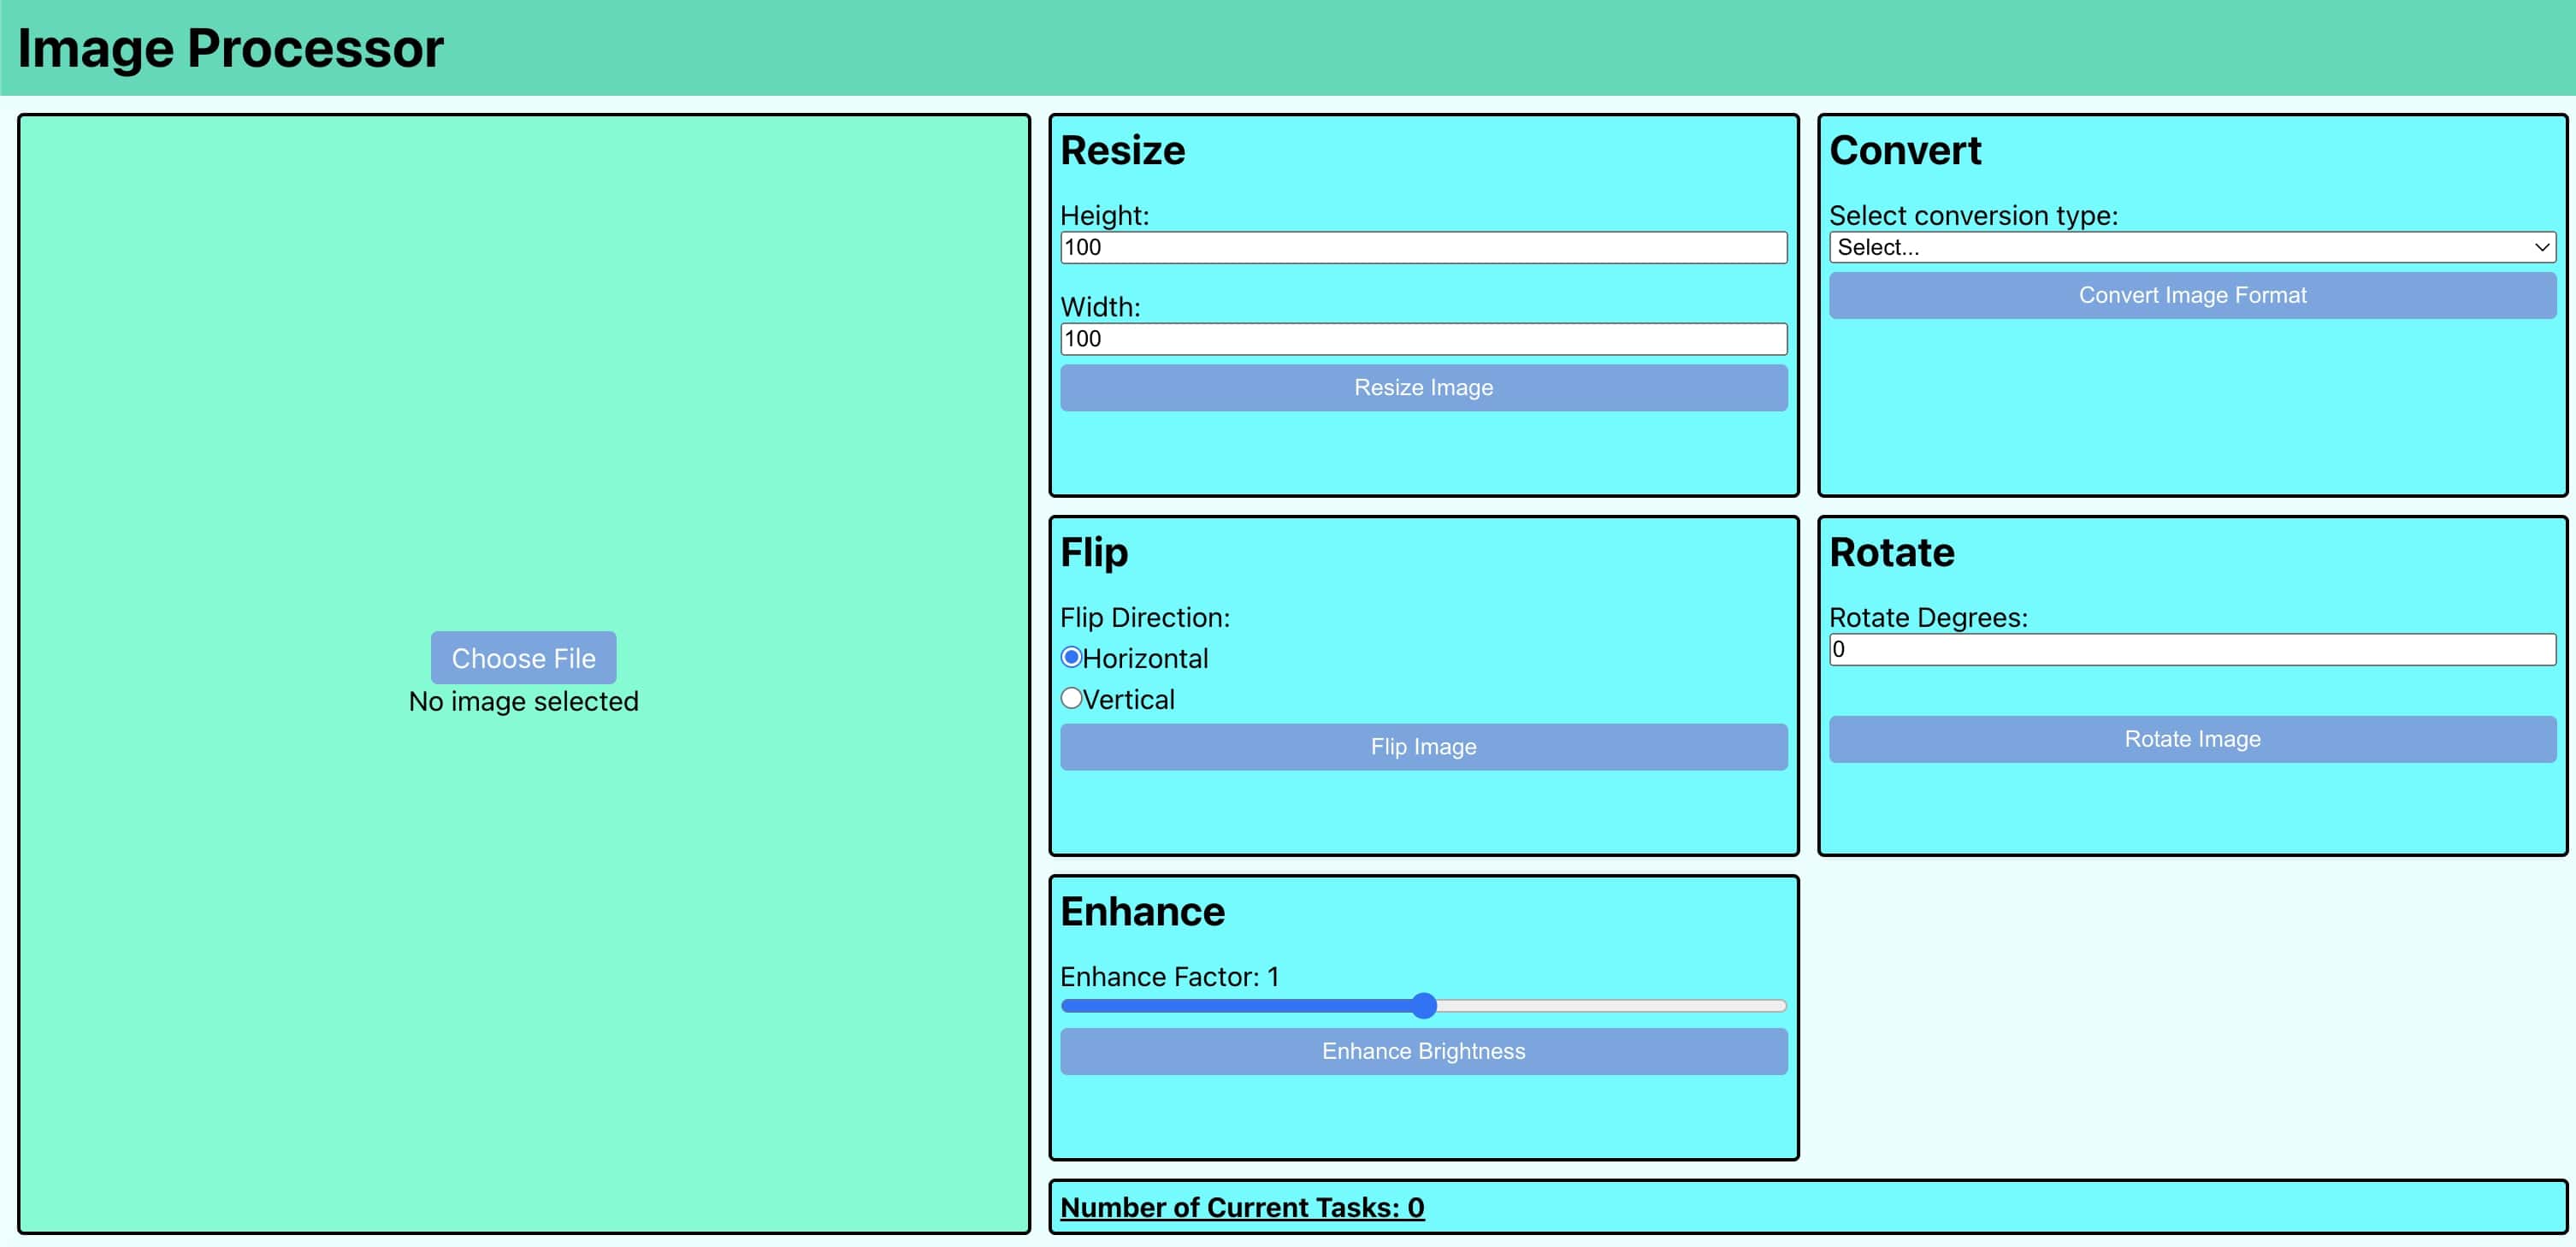 Image Processor
Choose File
No image selected
Resize
Height:
100
Width:
100
Resize Image
Convert
Select conversion type:
Select...
Convert Image Format
Flip
Flip Direction:
Horizontal
Vertical
Flip Image
Rotate
Rotate Degrees:
0
Rotate Image
Enhance
Enhance Factor: 1
Enhance Brightness
Number of Current Tasks: 0